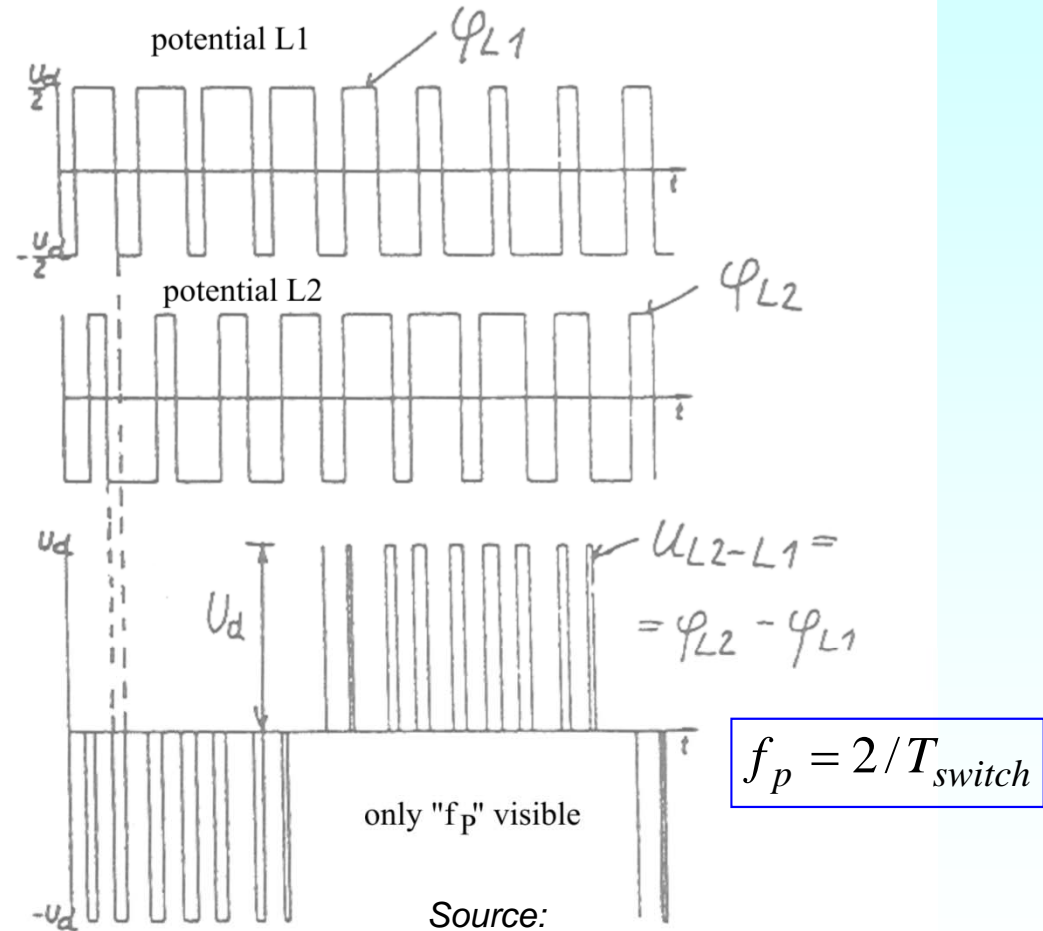 potential L1
φL1
Ud/2
t
-Ud/2
potential L2
φL2
t
Ud
Ud
UL2-L1 =
= φL2 - φL1
t
fp = 2/Tswitch
only "fP" visible
-Ud
Source: